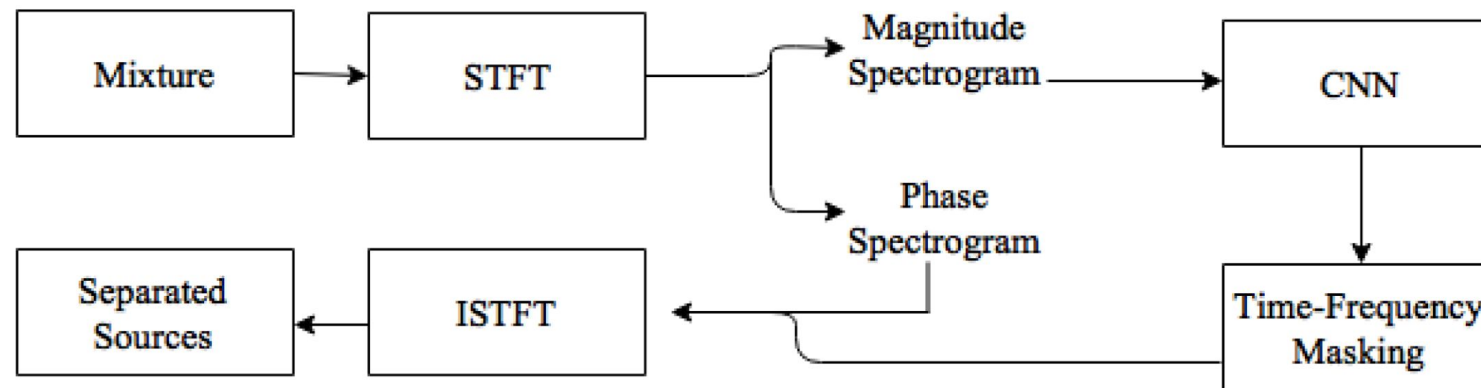 Mixture
STFT
Magnitude
Spectrogram
CNN
Phase
Spectrogram
Separated
Sources
ISTFT
Time-Frequency
Masking